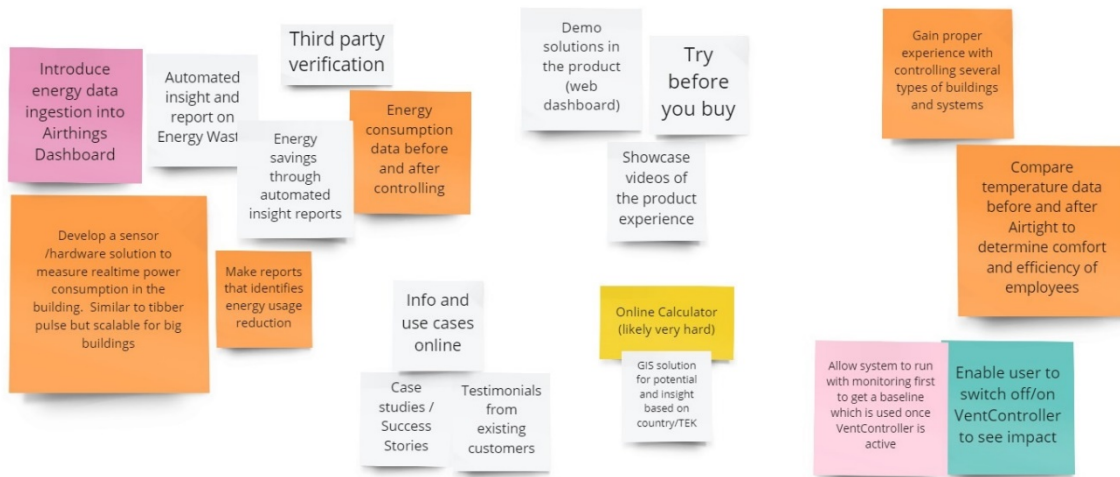 Introduce
energy data
ingestion into
Airthings
Dashboard
Automated
insight and
report on
Energy Wast
Third party
verification
Energy
savings
through
automated
insight reports
Energy
consumption
data before
and after
controlling
Develop a sensor
/hardware solution to
measure realtime power
consumption in the
building. Similar to tibber
pulse but scalable for big
buildings
Make reports
that identifies
energy usage
reduction
Demo
solutions in
the product
(web
dashboard)
Try
before
you buy
Showcase
videos of
the product
experience
Info and
use cases
online
Case
studies /
Success
Stories
Testimonials
from
existing
customers
Online Calculator
(likely very hard)
GIS solution
for potential
and insight
based on
country/TEK
Gain proper
experience with
controlling several
types of buildings
and systems
Compare
temperature data
before and after
Airtight to
determine comfort
and efficiency of
employees
Allow system to run
with monitoring first
to get a baseline
which is used once
VentController is
active
Enable user to
switch off/on
VentController
to see impact